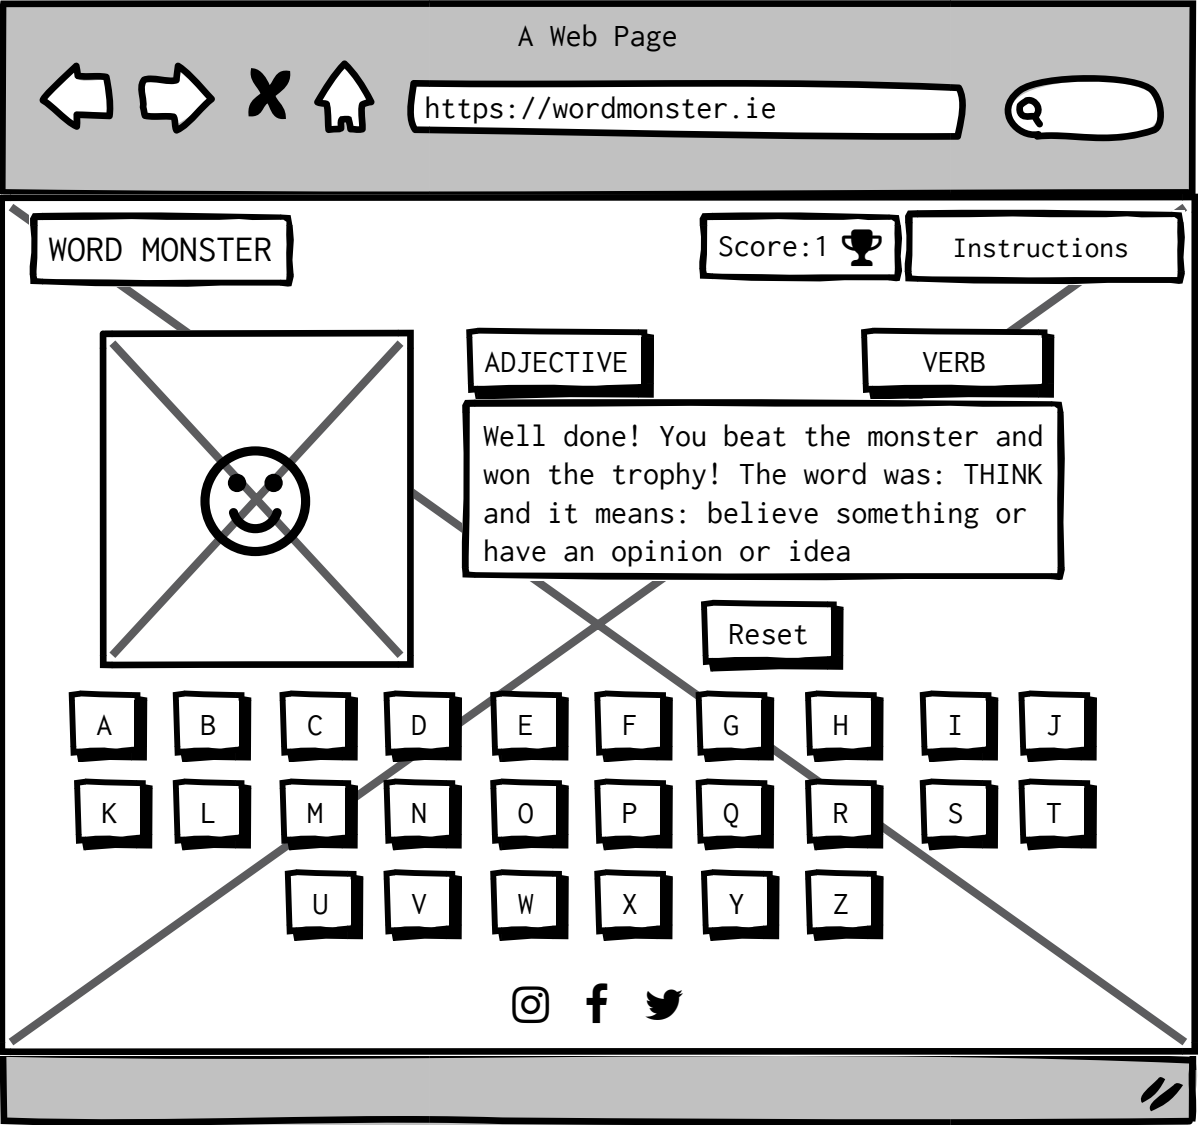 A Web Page
https://wordmonster.ie
WORD MONSTER
Score:1
Instructions
ADJECTIVE
VERB
Well done! You beat the monster and
won the trophy! The word was: THINK
and it means: believe something or
have an opinion or idea
Reset
A B C D E F G H I J
K L M N O P Q R S T
U V W X Y Z